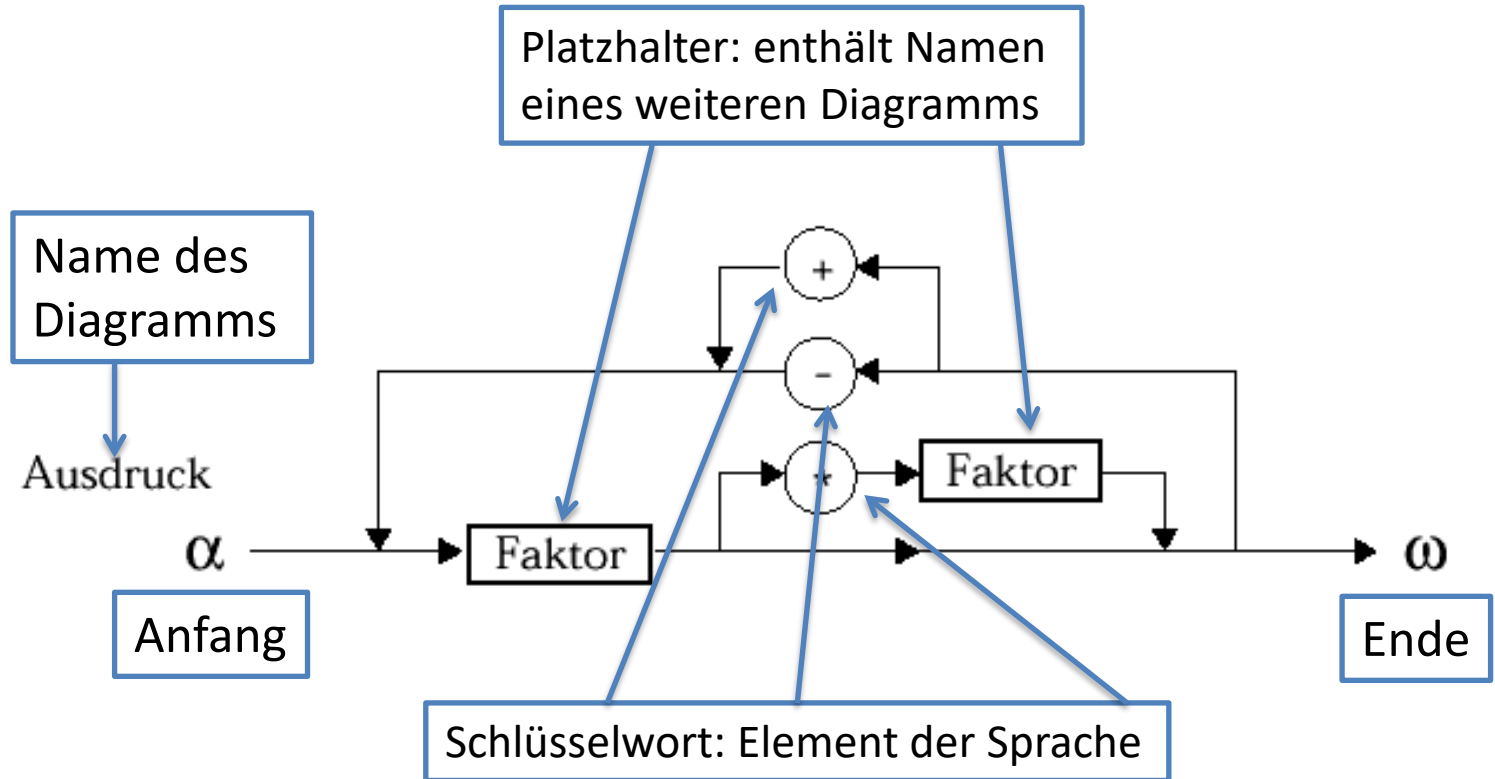 Platzhalter: enthält Namen
eines weiteren Diagramms
Name des
Diagramms
+
-
Ausdruck
*
Faktor
α
Faktor
ω
Anfang
Ende
Schlüsselwort: Element der Sprache